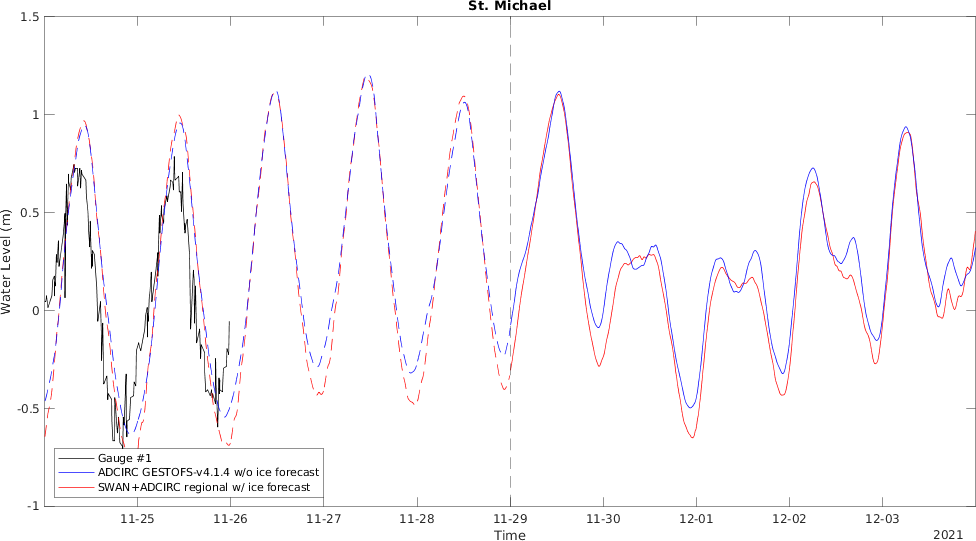 St. Michael
1.5
1
0.5
0
-0.5
-1
Water Level (m)
Gauge #1
ADCIRC GESTOFS-v4.1.4 w/o ice forecast
SWAN+ADCIRC regional w/ ice forecast
11-25 11-26 11-27 11-28 11-29 11-30 12-01 12-02 12-03
Time
2021